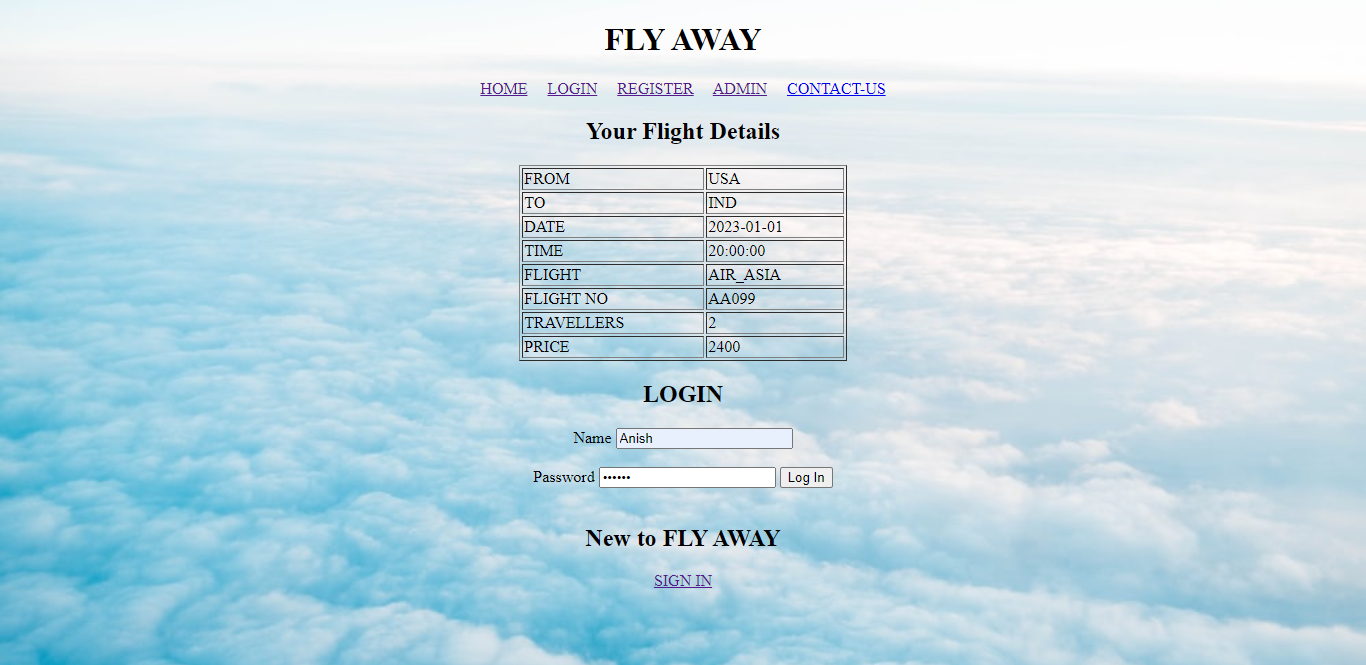 FLY AWAY
HOME LOGIN REGISTER ADMIN CONTACT-US
Your Flight Details
FROM USA
TO IND
DATE 2023-01-01
TIME 20:00:00
FLIGHT AIR_ASIA
FLIGHT NO AA099
TRAVELLERS 2
PRICE 2400
LOGIN
Name Anish
Password •••••• Log In
New to FLY AWAY
SIGN IN